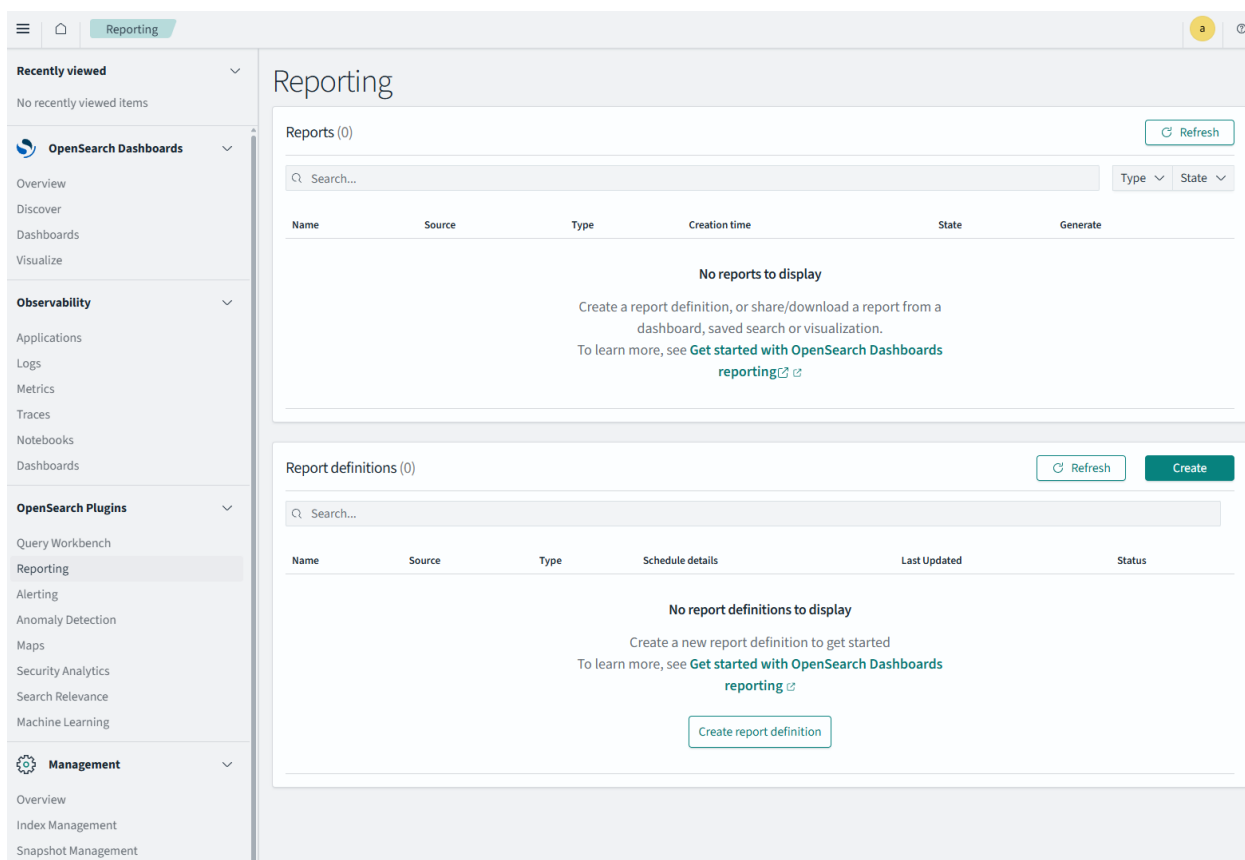 Reporting
a
Recently viewed
No recently viewed items
OpenSearch Dashboards
Overview
Discover
Dashboards
Visualize
Observability
Applications
Logs
Metrics
Traces
Notebooks
Dashboards
OpenSearch Plugins
Query Workbench
Reporting
Alerting
Anomaly Detection
Maps
Security Analytics
Search Relevance
Machine Learning
Management
Overview
Index Management
Snapshot Management
Reporting
Reports (0)
Refresh
Search...
Type
State
Name Source Type Creation time State Generate
No reports to display
Create a report definition, or share/download a report from a
dashboard, saved search or visualization.
To learn more, see Get started with OpenSearch Dashboards
reporting
Report definitions (0)
Refresh
Create
Search...
Name Source Type Schedule details Last Updated Status
No report definitions to display
Create a new report definition to get started
To learn more, see Get started with OpenSearch Dashboards
reporting
Create report definition